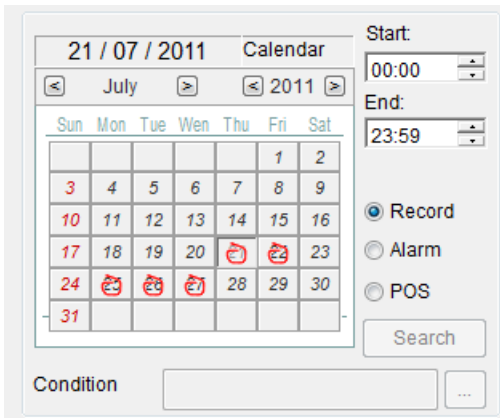 21 / 07 / 2011 Calendar
Start:
00:00
< July > < 2011 >
End:
23:59
Sun Mon Tue Wen Thu Fri Sat
1 2
3 4 5 6 7 8 9
10 11 12 13 14 15 16
17 18 19 20 21 22 23
24 25 26 27 28 29 30
31
Record
Alarm
POS
Search
Condition ...